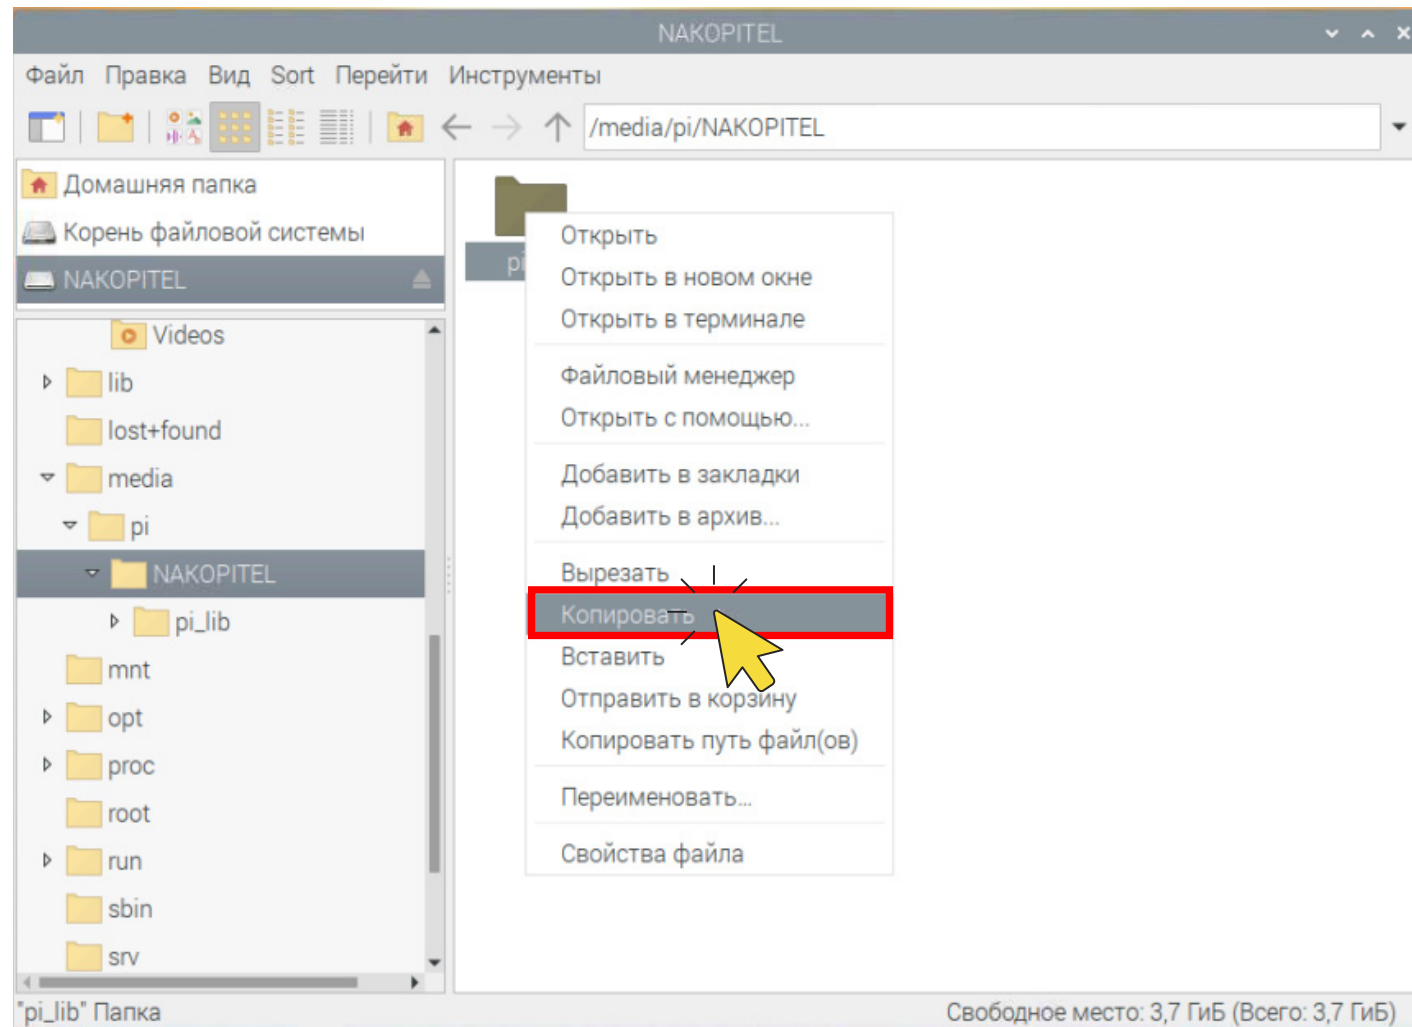 NAKOPITEL
Файл Правка Вид Sort Перейти Инструменты
/media/pi/NAKOPITEL
Домашняя папка
Корень файловой системы
NAKOPITEL
Videos
lib
lost+found
media
pi
NAKOPITEL
pi_lib
mnt
opt
proc
root
run
sbin
srv
pi
Открыть
Открыть в новом окне
Открыть в терминале
Файловый менеджер
Открыть с помощью...
Добавить в закладки
Добавить в архив...
Вырезать
Копировать
Вставить
Отправить в корзину
Копировать путь файл(ов)
Переименовать...
Свойства файла
"pi_lib" Папка
Свободное место: 3,7 ГиБ (Всего: 3,7 ГиБ)